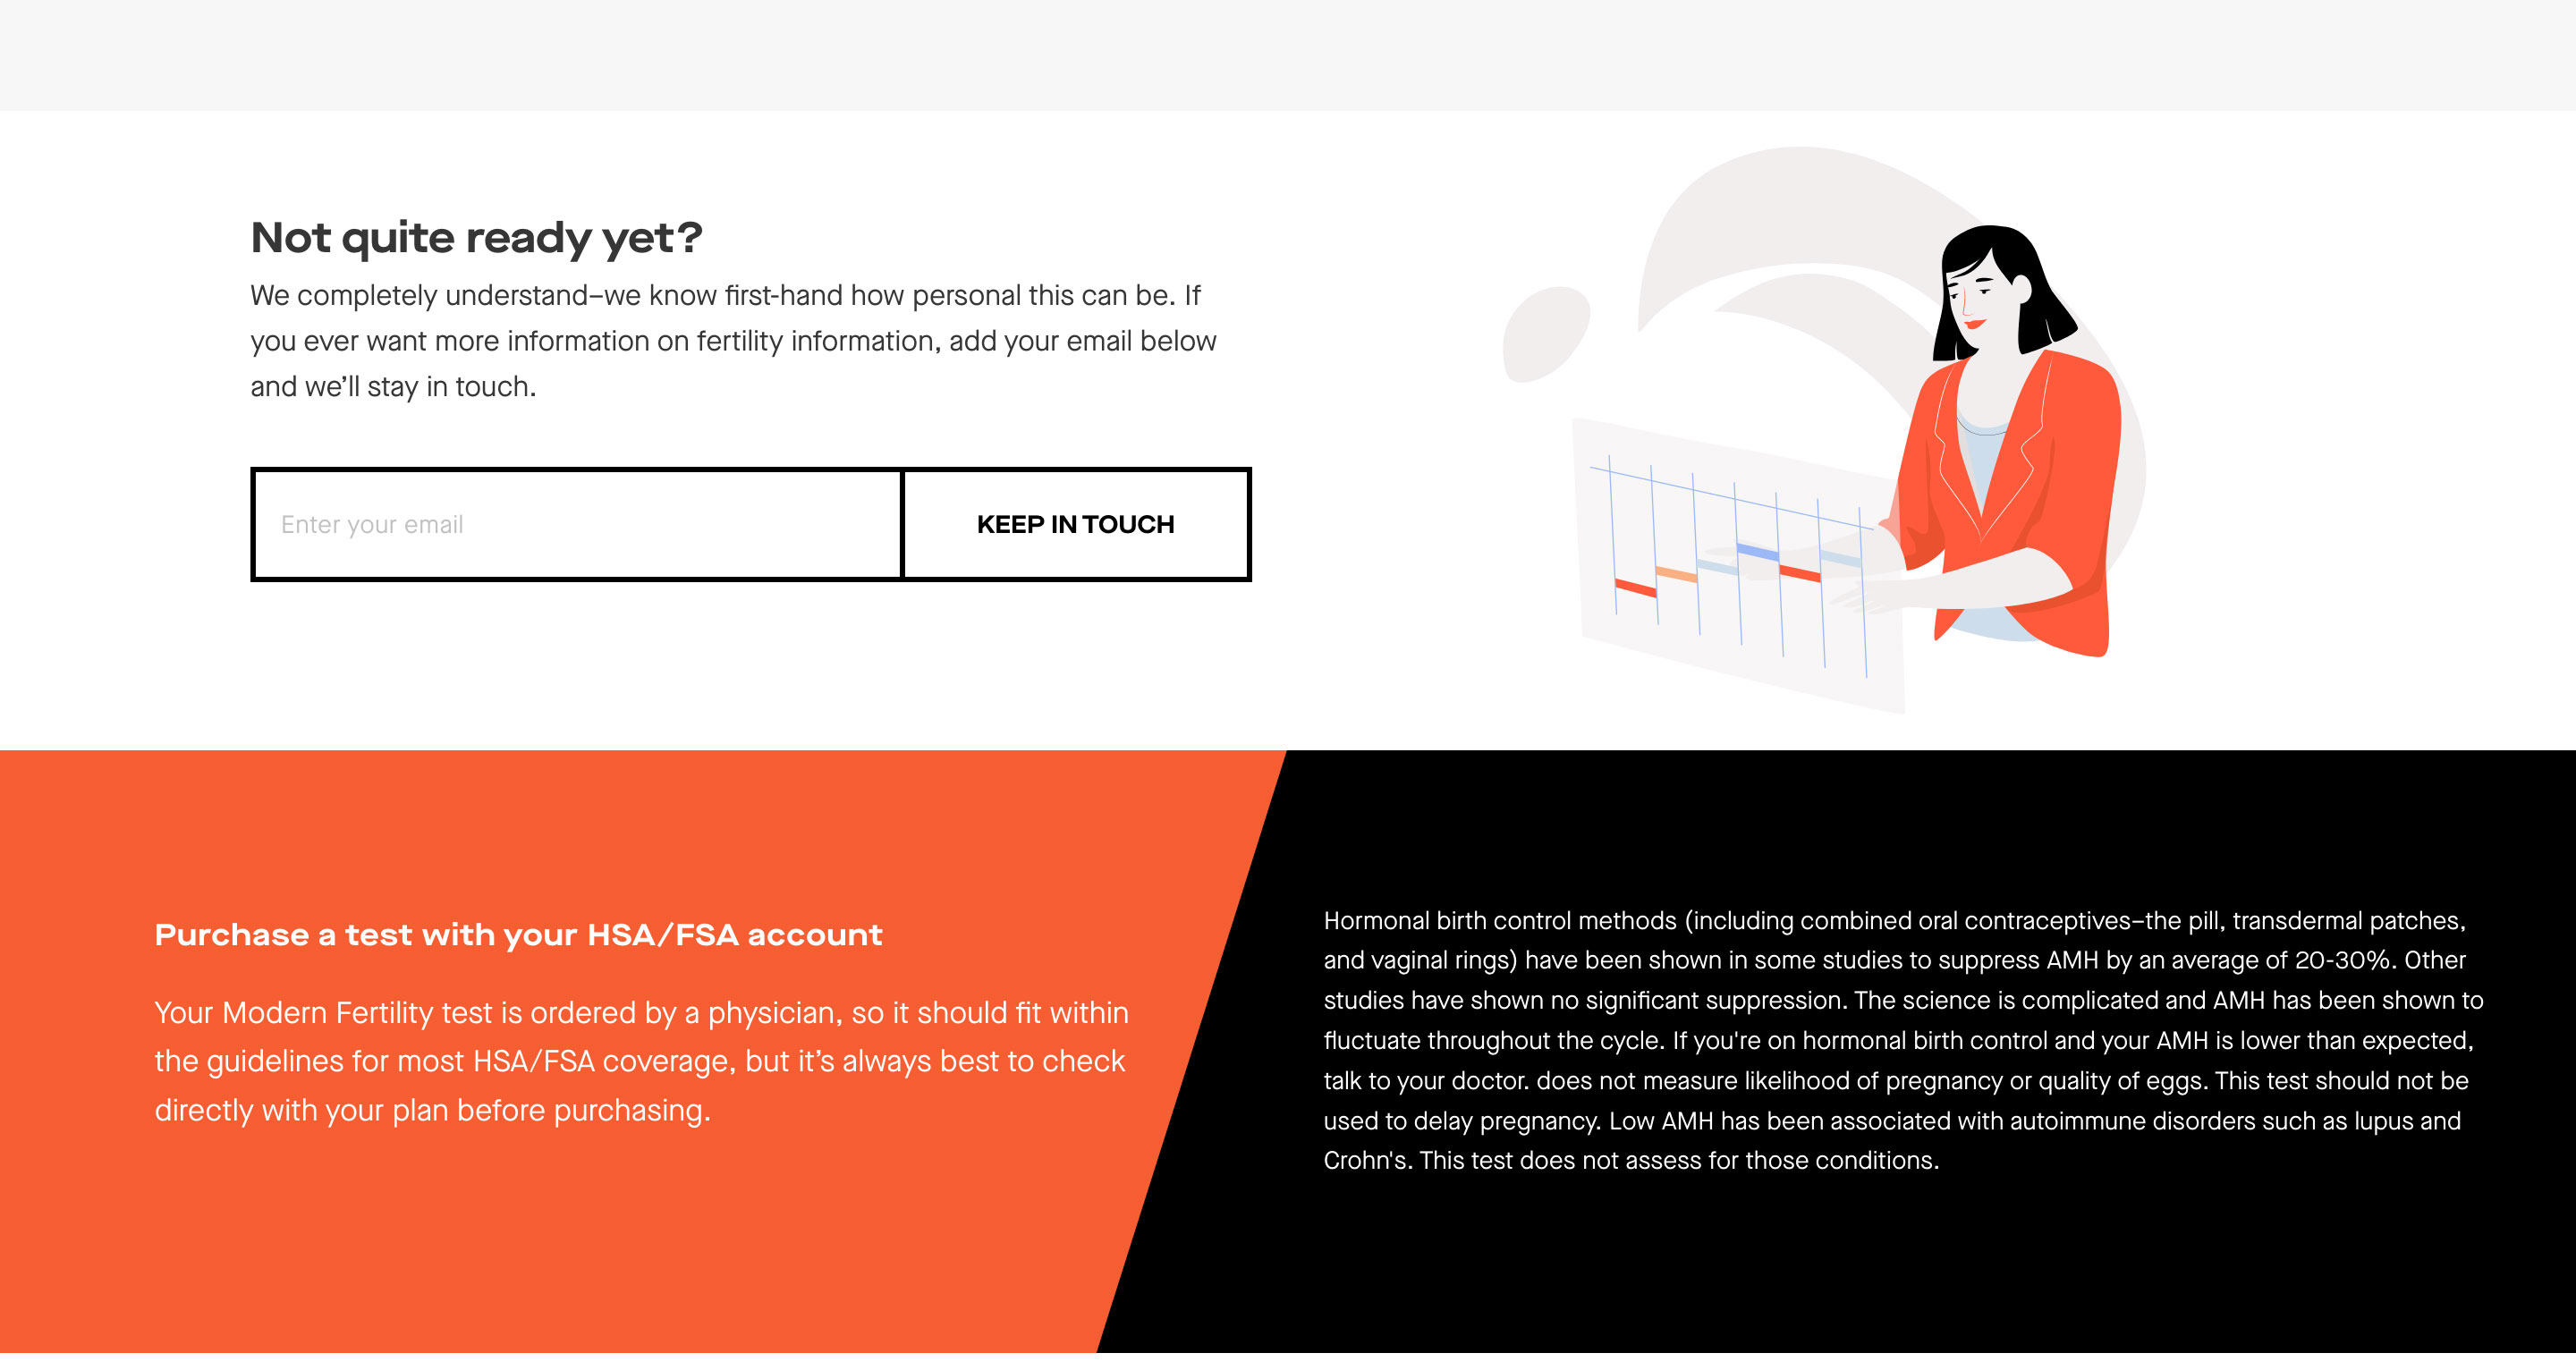 Not quite ready yet?
We completely understand–we know first-hand how personal this can be. If
you ever want more information on fertility information, add your email below
and we’ll stay in touch.
Enter your email
KEEP IN TOUCH
Purchase a test with your HSA/FSA account
Your Modern Fertility test is ordered by a physician, so it should fit within
the guidelines for most HSA/FSA coverage, but it’s always best to check
directly with your plan before purchasing.
Hormonal birth control methods (including combined oral contraceptives–the pill, transdermal patches,
and vaginal rings) have been shown in some studies to suppress AMH by an average of 20-30%. Other
studies have shown no significant suppression. The science is complicated and AMH has been shown to
fluctuate throughout the cycle. If you're on hormonal birth control and your AMH is lower than expected,
talk to your doctor. does not measure likelihood of pregnancy or quality of eggs. This test should not be
used to delay pregnancy. Low AMH has been associated with autoimmune disorders such as lupus and
Crohn's. This test does not assess for those conditions.